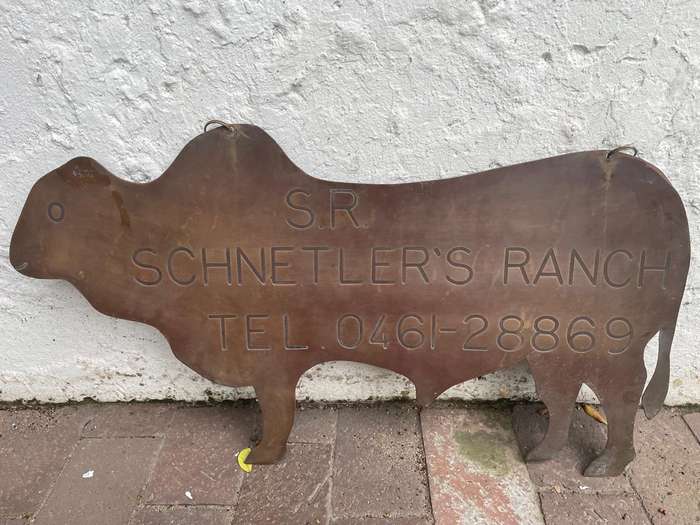 S.R.
SCHNETLER'S RANCH
TEL. 0461-28869